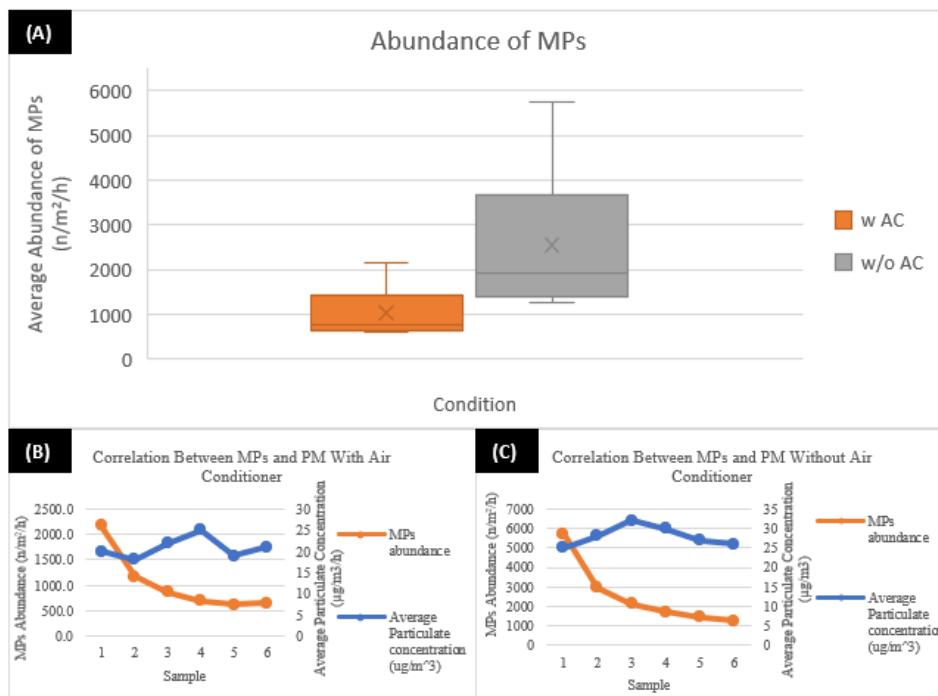 (A)
Abundance of MPs
Average Abundance of MPs
(n/m²/h)
6000
5000
4000
3000
2000
1000
0
w AC
w/o AC
Condition
(B)
Correlation Between MPs and PM With Air
Conditioner
MPs Abundance (n/m²/h)
2500.0
2000.0
1500.0
1000.0
500.0
0.0
30
25
20
15
10
5
0
Average Particulate Concentration
(µg/m3/h)
1 2 3 4 5 6
Sample
MPs
abundance
Average
Particulate
concentration
(ug/m^3)
(C)
Correlation Between MPs and PM Without Air
Conditioner
MPs Abundance (n/m²/h)
7000
6000
5000
4000
3000
2000
1000
0
35
30
25
20
15
10
5
0
Average Particulate Concentration
(µg/m3)
1 2 3 4 5 6
Sample
MPs
abundance
Average
Particulate
concentration
(ug/m^3)